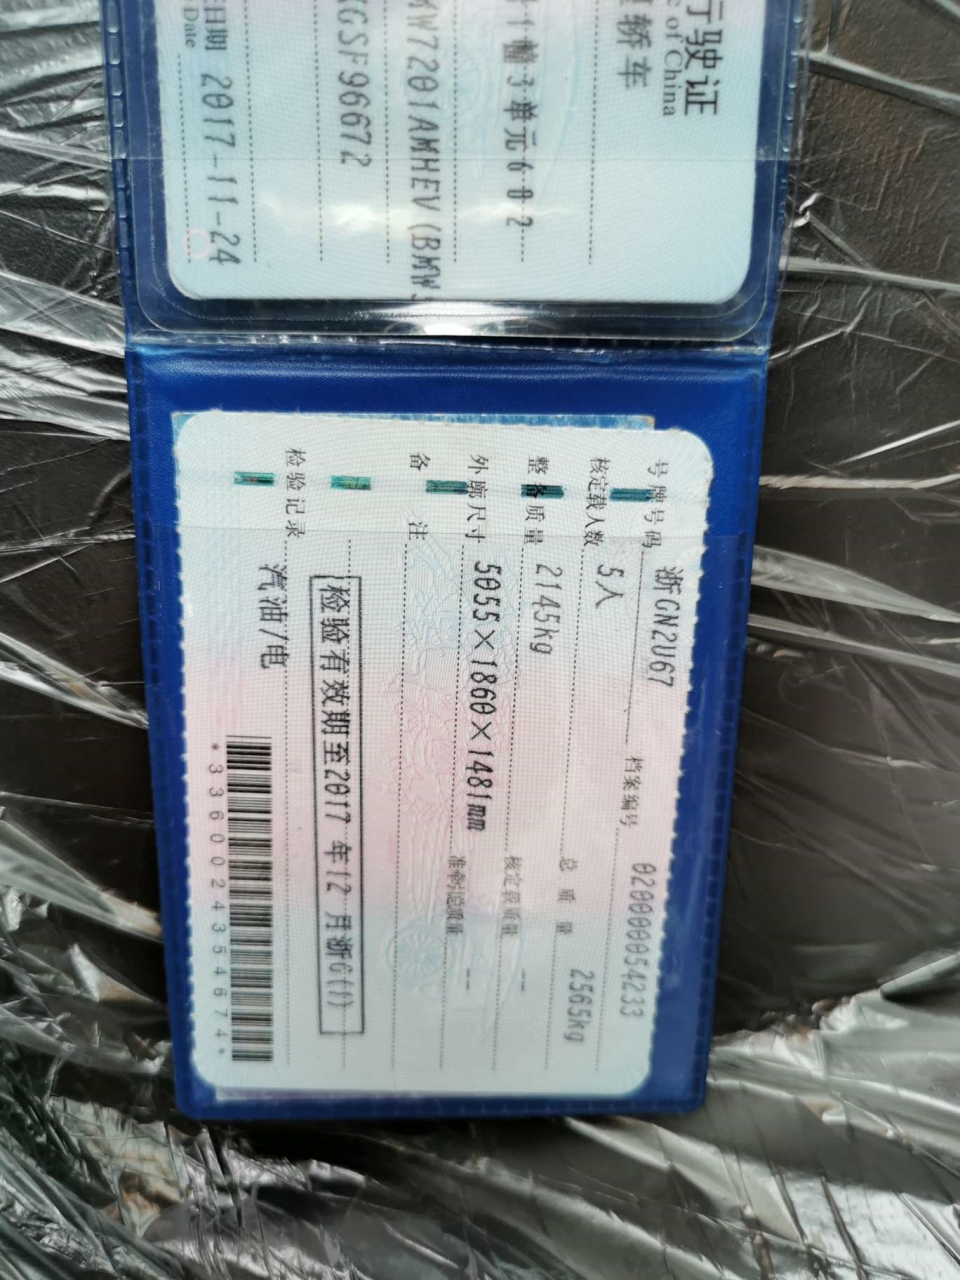 行驶证
e of China
型轿车
1幢3单元602
MW7201AMHEV(BMW
GSF96672
日期 2017-11-24
Date
号牌号码 浙GN2U67 档案编号 020000054233
核定载人数 5人 总质量 2565kg
整备质量 2145kg 核定载质量 --
外廓尺寸 5055×1860×1481mm 准牵引总质量 --
备注
检验有效期至2017年12月浙G(f)
检验记录
汽油/电
*3360024354674*